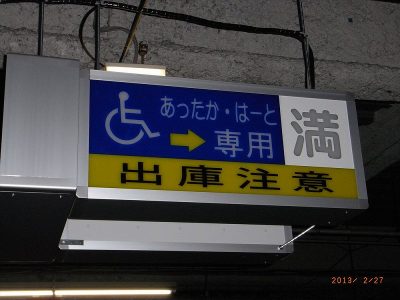 あったか・はーと
専用
満
出庫注意
2013/ 2/27